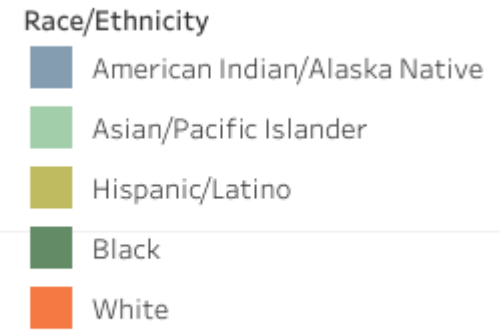 Race/Ethnicity
American Indian/Alaska Native
Asian/Pacific Islander
Hispanic/Latino
Black
White